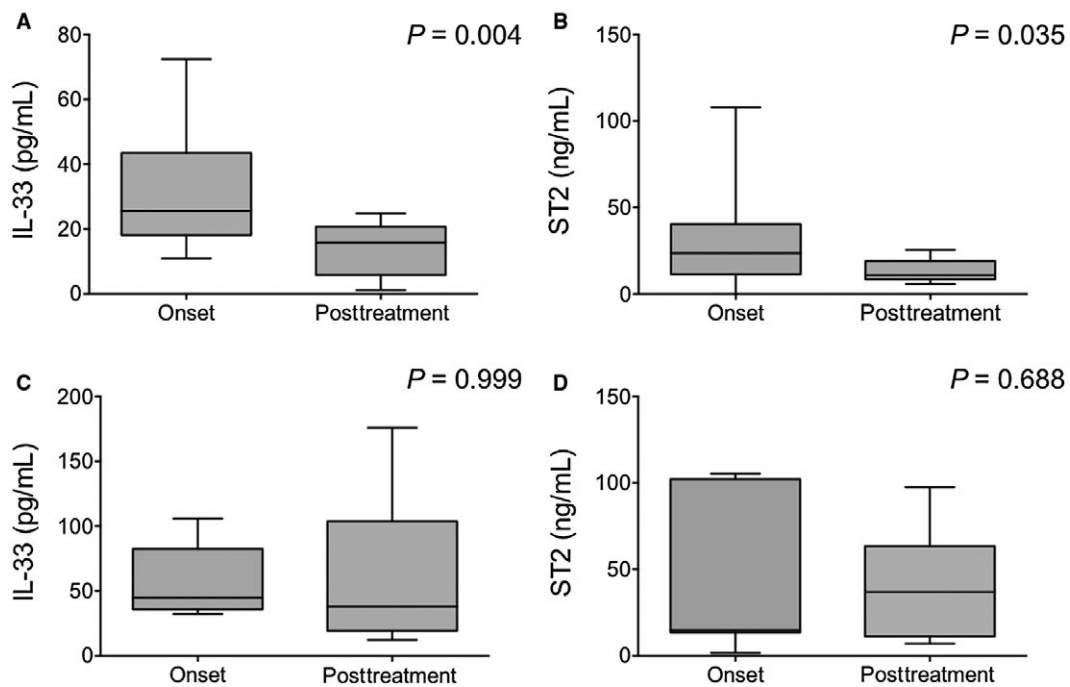 A
P = 0.004
IL-33 (pg/mL)
80
60
40
20
0
Onset
Posttreatment
B
P = 0.035
ST2 (ng/mL)
150
100
50
0
Onset
Posttreatment
C
P = 0.999
IL-33 (pg/mL)
200
150
100
50
0
Onset
Posttreatment
D
P = 0.688
ST2 (ng/mL)
150
100
50
0
Onset
Posttreatment